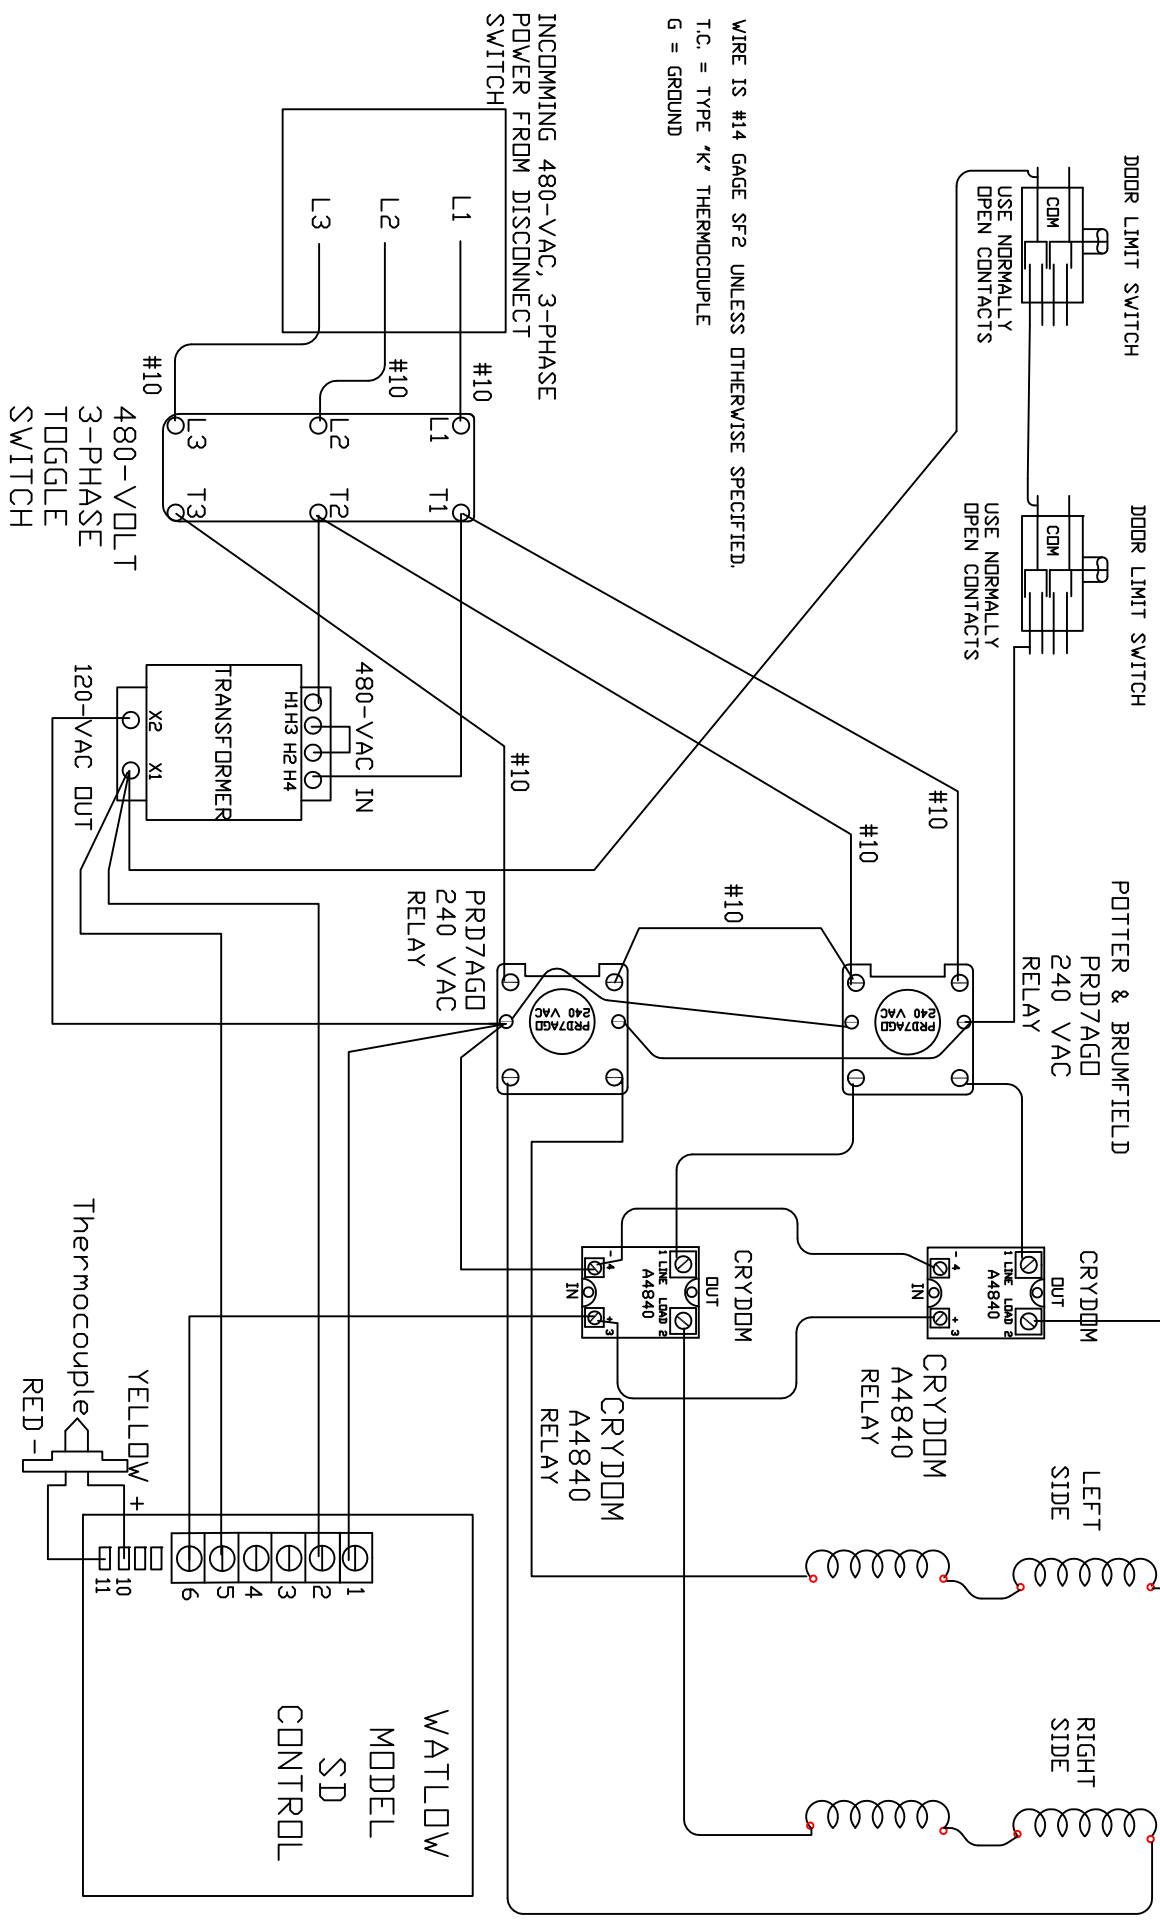 DOOR LIMIT SWITCH
COM
USE NORMALLY
OPEN CONTACTS
DOOR LIMIT SWITCH
COM
USE NORMALLY
OPEN CONTACTS
WIRE IS #14 GAGE SF2 UNLESS OTHERWISE SPECIFIED.
T.C. = TYPE "K" THERMOCOUPLE
G = GROUND
INCOMMING 480-VAC, 3-PHASE
POWER FROM DISCONNECT
SWITCH
L1
L2
L3
#10
#10
#10
L1
L2
L3
T1
T2
T3
480-VOLT
3-PHASE
TOGGLE
SWITCH
480-VAC IN
H1
H3
H2
H4
TRANSFORMER
X2
X1
120-VAC OUT
#10
#10
#10
#10
POTTER & BRUMFIELD
PRD7AGO
240 VAC
RELAY
PRD7AGO
240 VAC
PRD7AGO
240 VAC
RELAY
PRD7AGO
240 VAC
CRYDOM
OUT
1 LINE LOAD 2
A4840
- 4
+ 3
IN
CRYDOM
A4840
RELAY
CRYDOM
OUT
1 LINE LOAD 2
A4840
- 4
+ 3
IN
CRYDOM
A4840
RELAY
LEFT
SIDE
RIGHT
SIDE
Thermocouple
YELLOW +
RED -
1
2
3
4
5
6
10
11
WATLOW
MODEL
SD
CONTROL